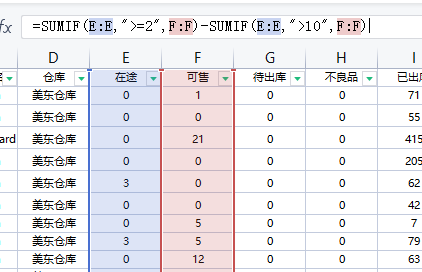 fx =SUMIF(E:E,">=2",F:F)-SUMIF(E:E,">10",F:F)
D E F G H I
仓库 在途 可售 待出库 不良品 已出
美东仓库 0 1 0 0 71
美东仓库 0 0 0 0 55
ard 美东仓库 0 21 0 0 415
美东仓库 0 0 0 0 205
美东仓库 3 0 0 0 62
美东仓库 0 0 0 0 42
美东仓库 0 5 0 0 7
美东仓库 3 5 0 0 79
美东仓库 0 12 0 0 63